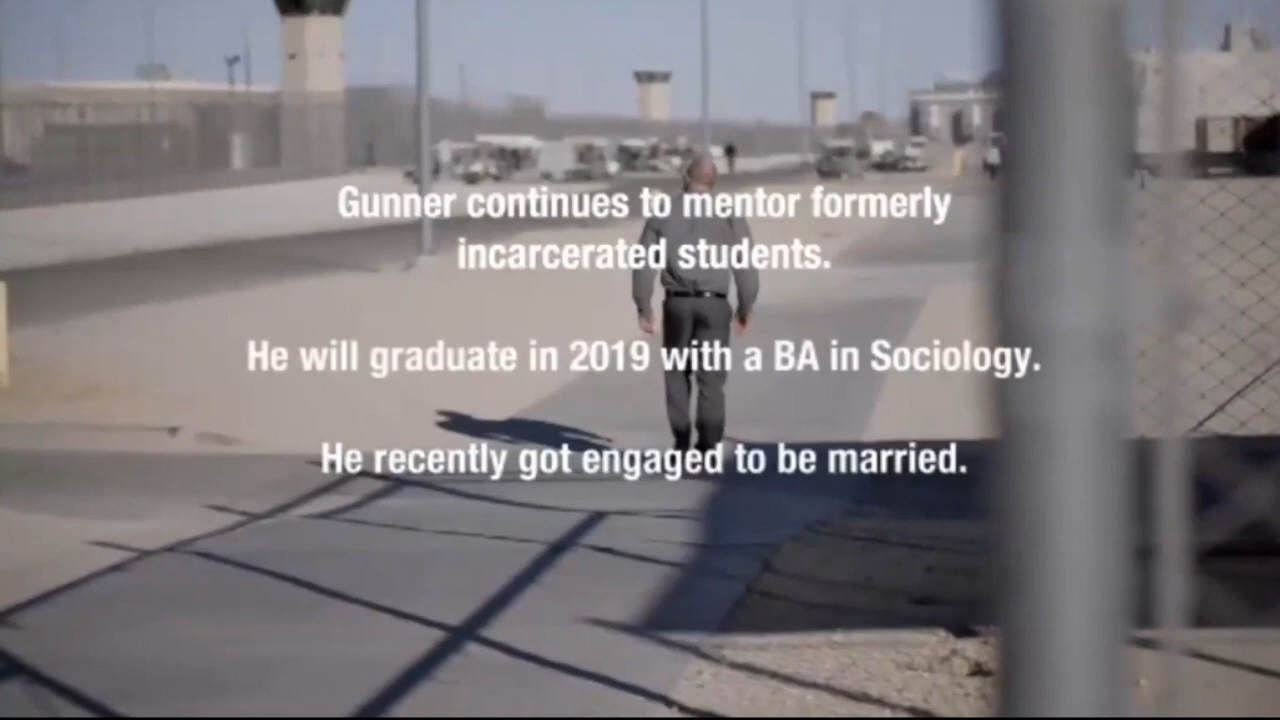 Gunner continues to mentor formerly
incarcerated students.
He will graduate in 2019 with a BA in Sociology.
He recently got engaged to be married.